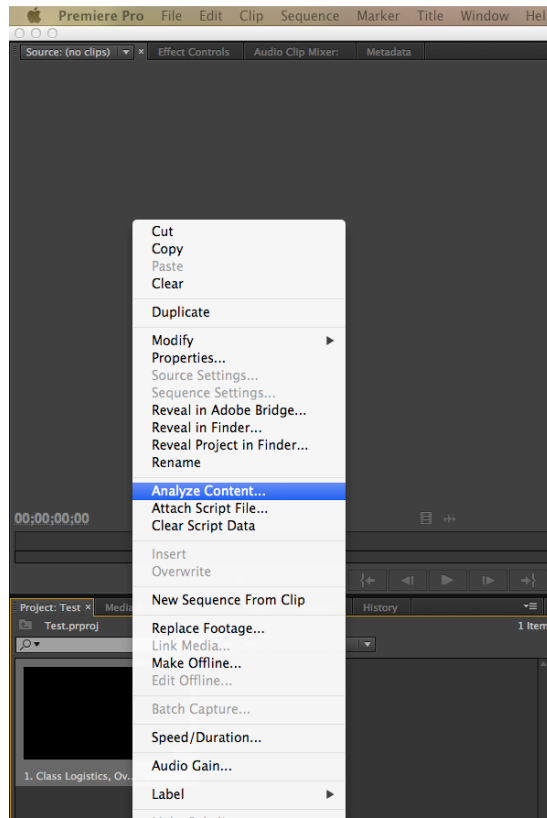 Premiere Pro File Edit Clip Sequence Marker Title Window Hel
Source: (no clips) Effect Controls Audio Clip Mixer: Metadata
Cut
Copy
Paste
Clear
Duplicate
Modify
Properties...
Source Settings...
Sequence Settings...
Reveal in Adobe Bridge...
Reveal in Finder...
Reveal Project in Finder...
Rename
Analyze Content...
Attach Script File...
00;00;00;00
Clear Script Data
Insert
Overwrite
New Sequence From Clip
Project: Test Media History
Test.prproj
1 Item
Replace Footage...
Link Media...
Make Offline...
Edit Offline...
Batch Capture...
Speed/Duration...
Audio Gain...
1. Class Logistics, Ov...
Label